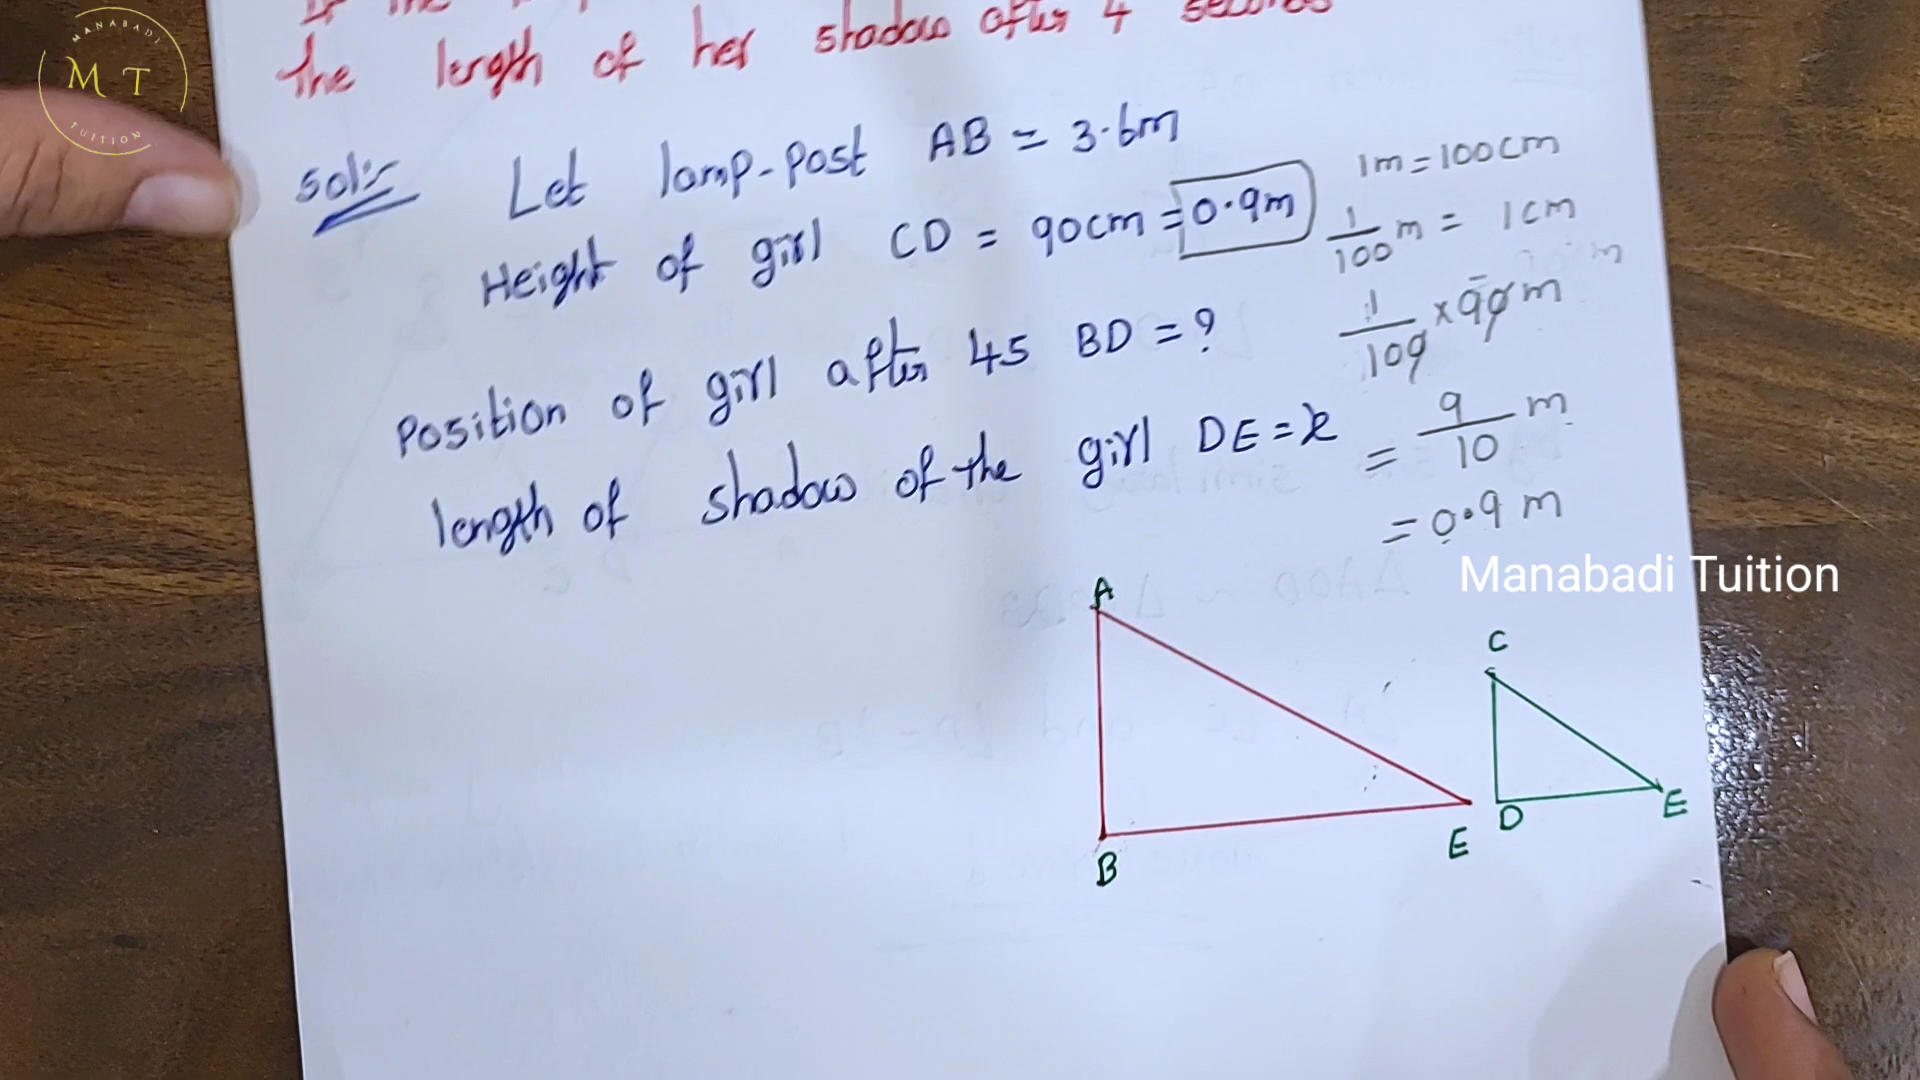 MANABADI
M T
TUITION
the length of her shadow after 4 seconds
Sol:- Let lamp-post AB = 3.6m
Height of girl CD = 90cm = 0.9m
Position of girl after 4S BD = ?
length of shadow of the girl DE = x
1m = 100cm
1/100 m = 1cm
1/100 × 90 m
= 9/10 m
= 0.9 m
Manabadi Tuition
A
C
B
E
D
E